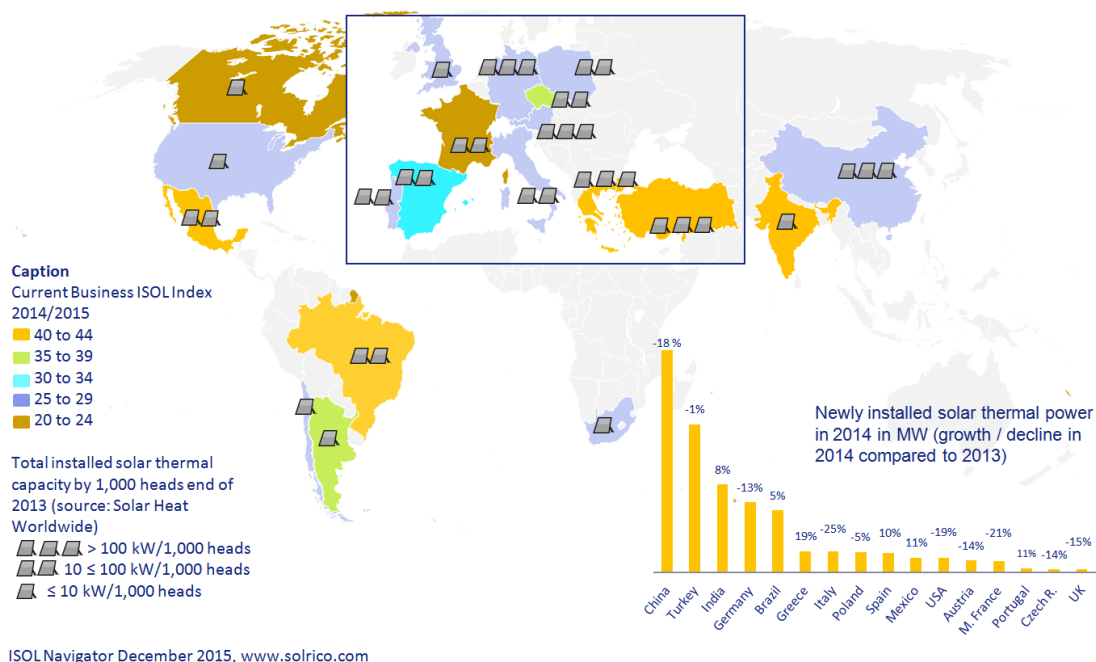 Caption
Current Business ISOL Index
2014/2015
40 to 44
35 to 39
30 to 34
25 to 29
20 to 24
Total installed solar thermal
capacity by 1,000 heads end of
2013 (source: Solar Heat
Worldwide)
> 100 kW/1,000 heads
10 ≤ 100 kW/1,000 heads
≤ 10 kW/1,000 heads
Newly installed solar thermal power
in 2014 in MW (growth / decline in
2014 compared to 2013)
-18 %
-1%
8%
-13%
5%
19%
-25%
-5%
10%
11%
-19%
-14%
-21%
11%
-14%
-15%
China
Turkey
India
Germany
Brazil
Greece
Italy
Poland
Spain
Mexico
USA
Austria
M. France
Portugal
Czech R.
UK
ISOL Navigator December 2015, www.solrico.com